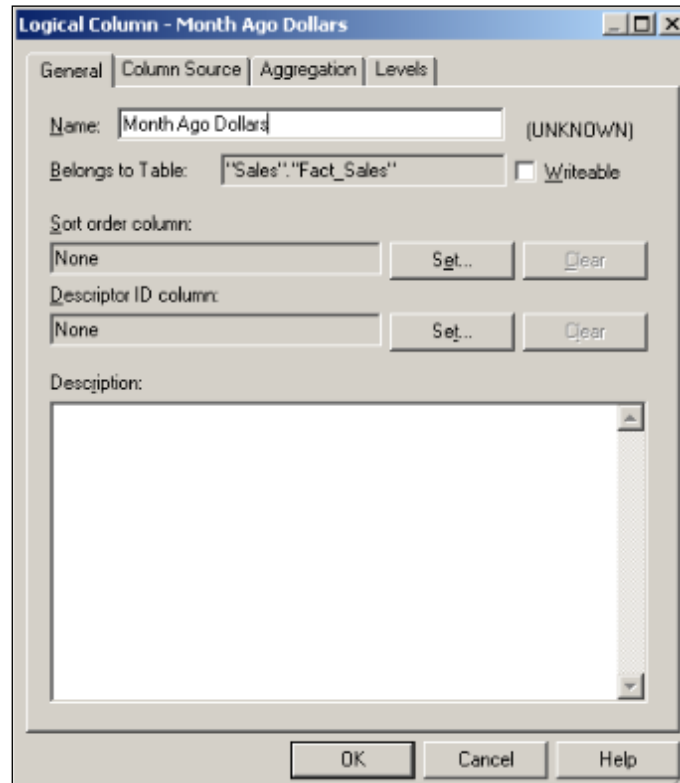 Logical Column - Month Ago Dollars
General Column Source Aggregation Levels
Name: Month Ago Dollars (UNKNOWN)
Belongs to Table: "Sales"."Fact_Sales" Writeable
Sort order column:
None Set... Clear
Descriptor ID column:
None Set... Clear
Description:
OK Cancel Help